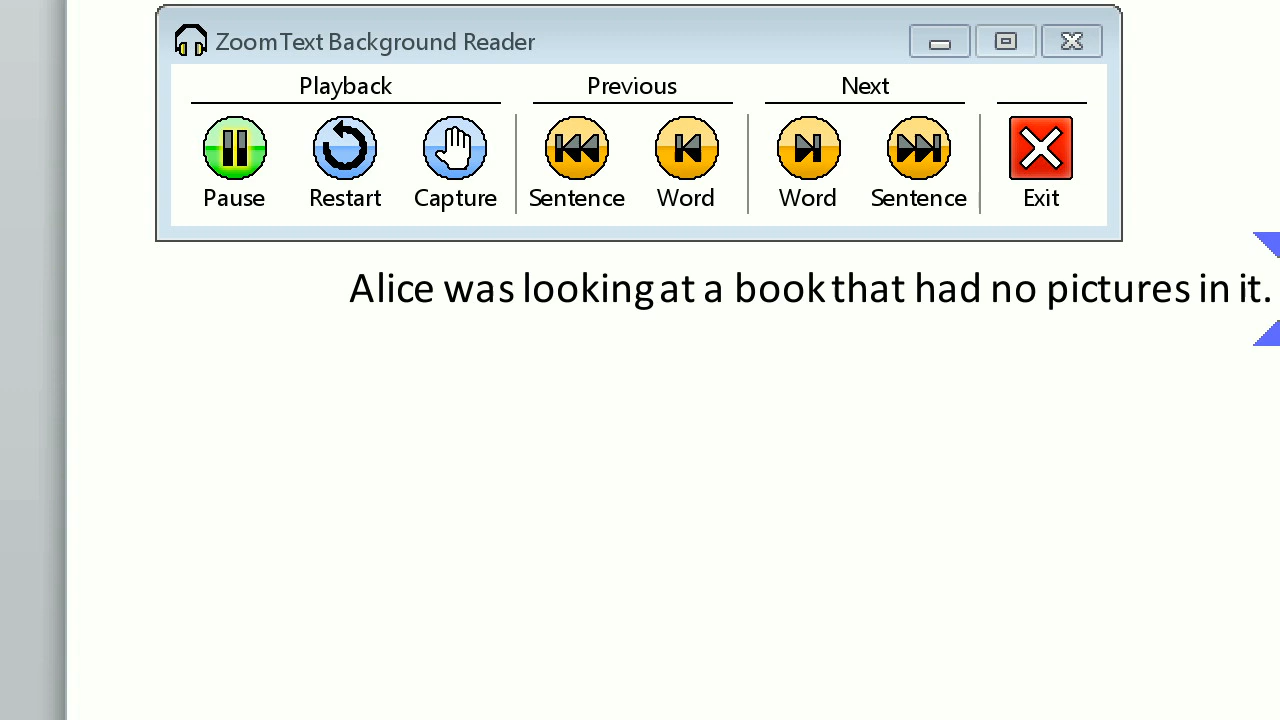 ZoomText Background Reader
Playback Previous Next
Pause Restart Capture Sentence Word Word Sentence Exit
Alice was looking at a book that had no pictures in it.